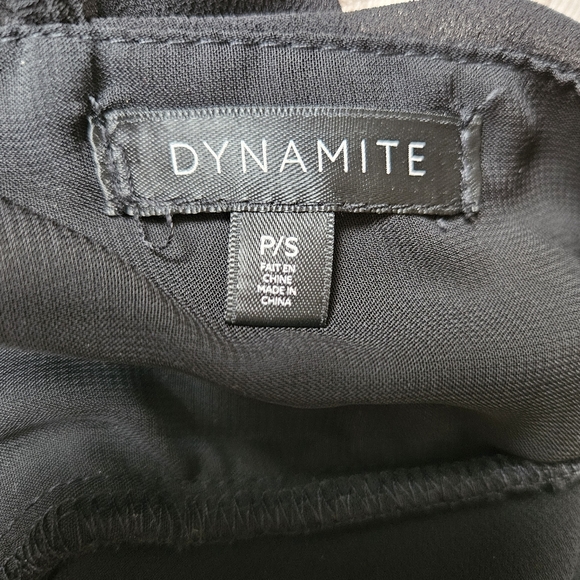 DYNAMITE
P/S
FAIT EN
CHINE
MADE IN
CHINA